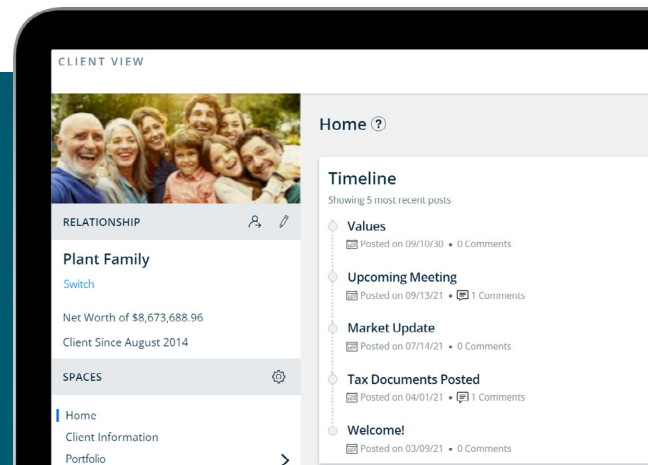 CLIENT VIEW
RELATIONSHIP
Plant Family
Switch
Net Worth of $8,673,688.96
Client Since August 2014
SPACES
Home
Client Information
Portfolio
Home ?
Timeline
Showing 5 most recent posts
Values
Posted on 09/10/30 • 0 Comments
Upcoming Meeting
Posted on 09/13/21 • 1 Comments
Market Update
Posted on 07/14/21 • 0 Comments
Tax Documents Posted
Posted on 04/01/21 • 1 Comments
Welcome!
Posted on 03/09/21 • 0 Comments